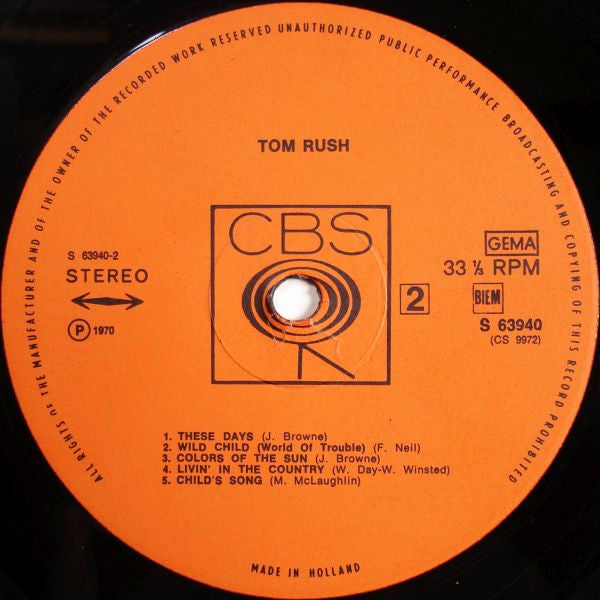 ALL RIGHTS OF THE MANUFACTURER AND OF THE OWNER OF THE RECORDED WORK RESERVED UNAUTHORIZED PUBLIC PERFORMANCE BROADCASTING AND COPYING OF THIS RECORD PROHIBITED
TOM RUSH
CBS
S 63940-2
STEREO
℗ 1970
GEMA
33 ⅓ RPM
2
BIEM
S 63940
(CS 9972)
1. THESE DAYS (J. Browne)
2. WILD CHILD (World Of Trouble) (F. Neil)
3. COLORS OF THE SUN (J. Browne)
4. LIVIN' IN THE COUNTRY (W. Day-W. Winsted)
5. CHILD'S SONG (M. McLaughlin)
MADE IN HOLLAND